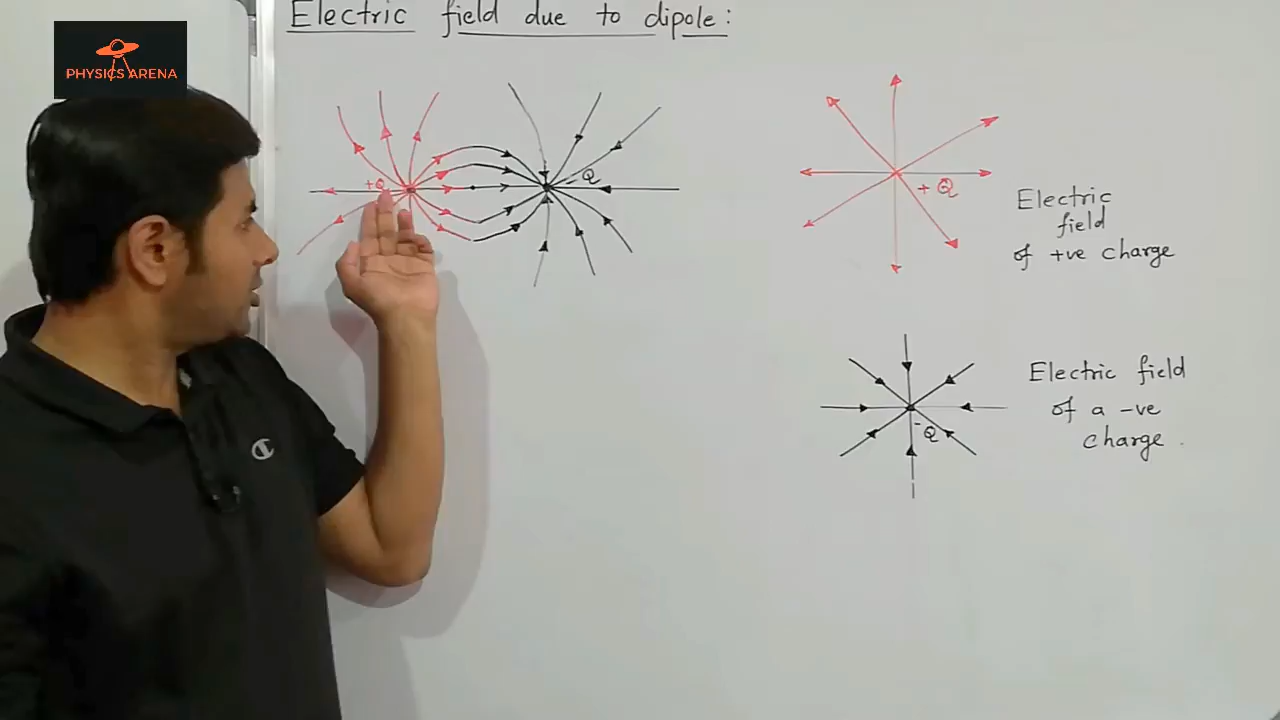 Electric field due to dipole:
PHYSICS ARENA
+Q
-Q
+Q
Electric
field
of +ve charge
-Q
Electric field
of a -ve
charge.
C